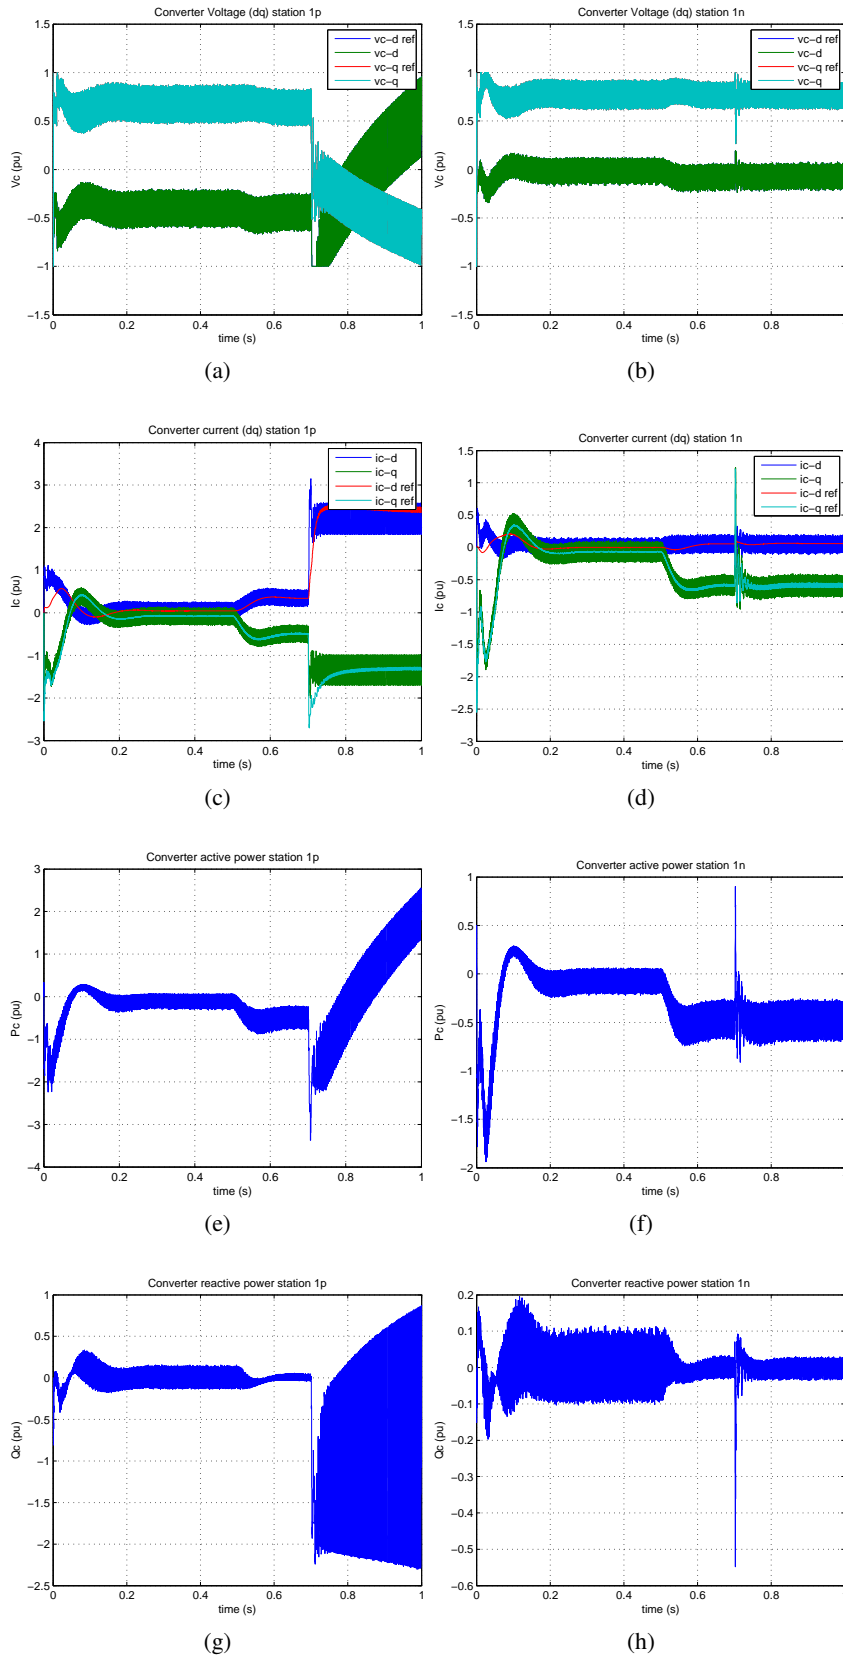 Converter Voltage (dq) station 1p
1.5
1
0.5
0
−0.5
−1
−1.5
Vc (pu)
vc−d ref
vc−d
vc−q ref
vc−q
0 0.2 0.4 0.6 0.8 1
time (s)
(a)
Converter Voltage (dq) station 1n
1.5
1
0.5
0
−0.5
−1
−1.5
Vc (pu)
vc−d ref
vc−d
vc−q ref
vc−q
0 0.2 0.4 0.6 0.8
time (s)
(b)
Converter current (dq) station 1p
4
3
2
1
0
−1
−2
−3
Ic (pu)
ic−d
ic−q
ic−d ref
ic−q ref
0 0.2 0.4 0.6 0.8 1
time (s)
(c)
Converter current (dq) station 1n
1.5
1
0.5
0
−0.5
−1
−1.5
−2
−2.5
−3
Ic (pu)
ic−d
ic−q
ic−d ref
ic−q ref
0 0.2 0.4 0.6 0.8
time (s)
(d)
Converter active power station 1p
3
2
1
0
−1
−2
−3
−4
Pc (pu)
0 0.2 0.4 0.6 0.8 1
time (s)
(e)
Converter active power station 1n
1
0.5
0
−0.5
−1
−1.5
−2
Pc (pu)
0 0.2 0.4 0.6 0.8
time (s)
(f)
Converter reactive power station 1p
1
0.5
0
−0.5
−1
−1.5
−2
−2.5
Qc (pu)
0 0.2 0.4 0.6 0.8 1
time (s)
(g)
Converter reactive power station 1n
0.2
0.1
0
−0.1
−0.2
−0.3
−0.4
−0.5
−0.6
Qc (pu)
0 0.2 0.4 0.6 0.8
time (s)
(h)